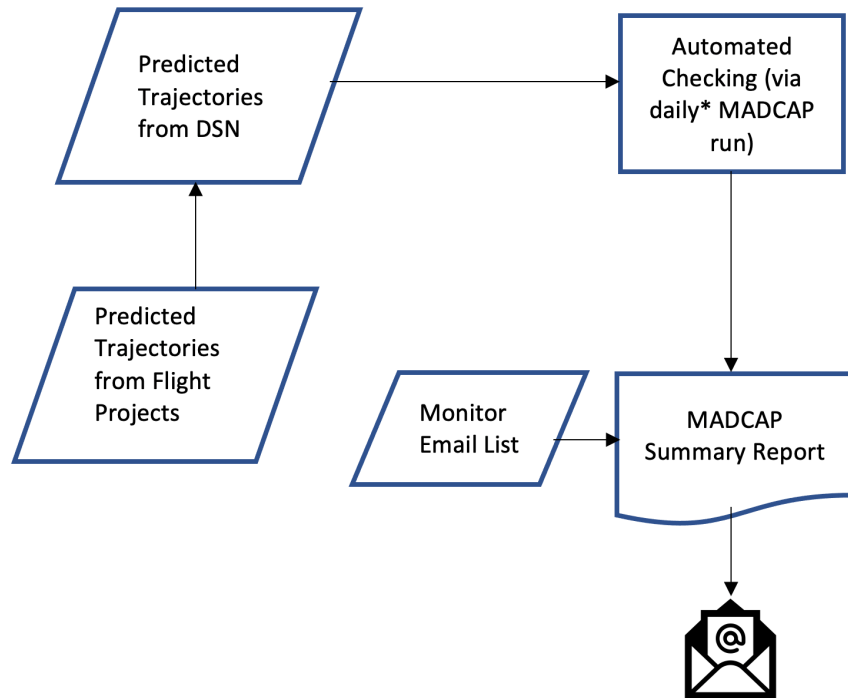 Predicted
Trajectories
from DSN
Automated
Checking (via
daily* MADCAP
run)
Predicted
Trajectories
from Flight
Projects
Monitor
Email List
MADCAP
Summary Report
@